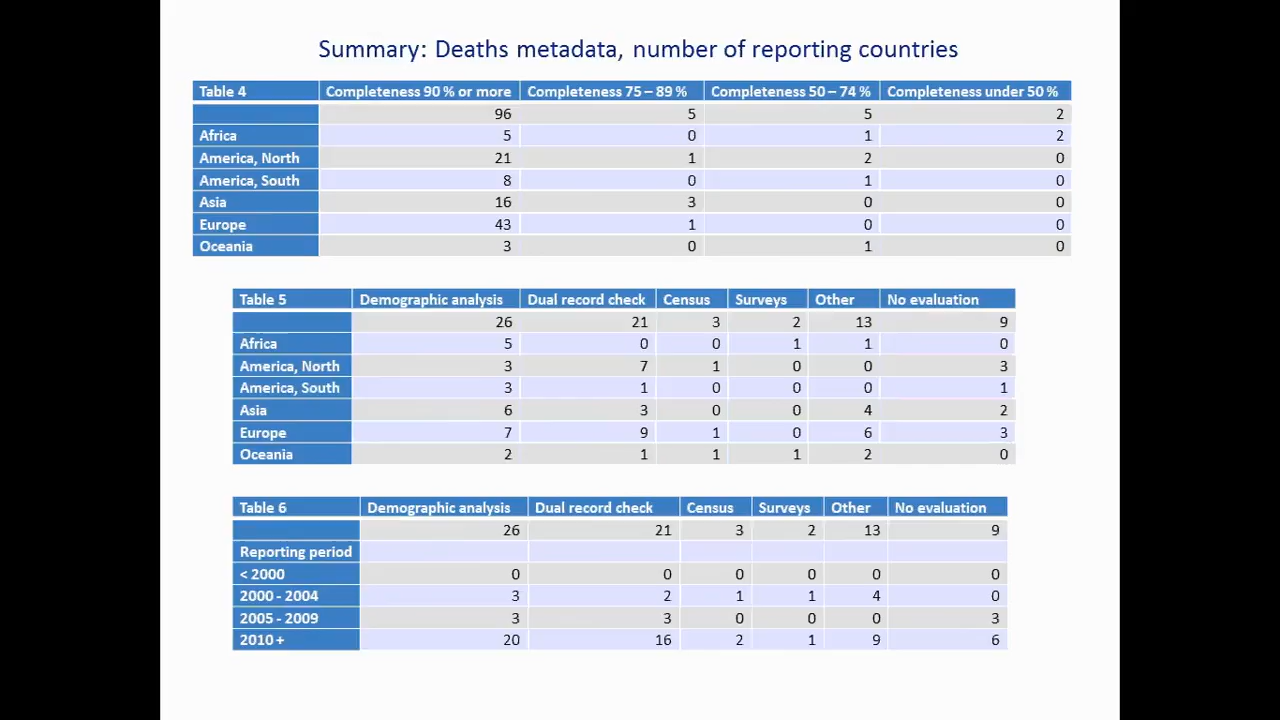 Summary: Deaths metadata, number of reporting countries
Table 4 Completeness 90 % or more Completeness 75 – 89 % Completeness 50 – 74 % Completeness under 50 %
96 5 5 2
Africa 5 0 1 2
America, North 21 1 2 0
America, South 8 0 1 0
Asia 16 3 0 0
Europe 43 1 0 0
Oceania 3 0 1 0
Table 5 Demographic analysis Dual record check Census Surveys Other No evaluation
26 21 3 2 13 9
Africa 5 0 0 1 1 0
America, North 3 7 1 0 0 3
America, South 3 1 0 0 0 1
Asia 6 3 0 0 4 2
Europe 7 9 1 0 6 3
Oceania 2 1 1 1 2 0
Table 6 Demographic analysis Dual record check Census Surveys Other No evaluation
26 21 3 2 13 9
Reporting period
< 2000 0 0 0 0 0 0
2000 - 2004 3 2 1 1 4 0
2005 - 2009 3 3 0 0 0 3
2010 + 20 16 2 1 9 6